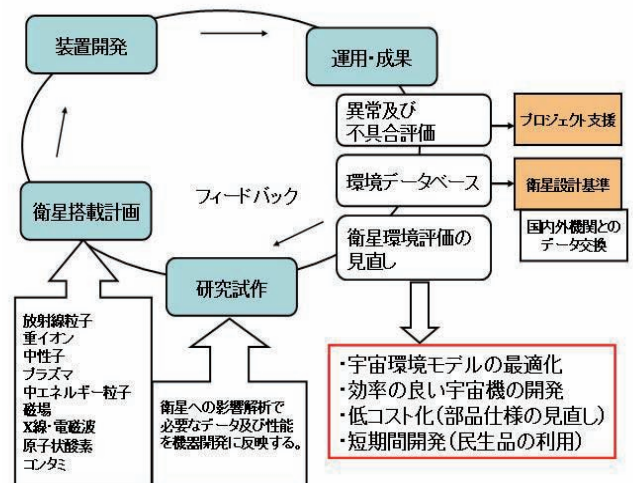 装置開発
運用・成果
異常及び
不具合評価
プロジェクト支援
環境データベース
衛星設計基準
国内外機関との
データ交換
衛星環境評価の
見直し
フィードバック
衛星搭載計画
研究試作
放射線粒子
重イオン
中性子
プラズマ
中エネルギー粒子
磁場
X線・電磁波
原子状酸素
コンタミ
衛星への影響解析で
必要なデータ及び性能
を機器開発に反映する。
・宇宙環境モデルの最適化
・効率の良い宇宙機の開発
・低コスト化(部品仕様の見直し)
・短期間開発(民生品の利用)